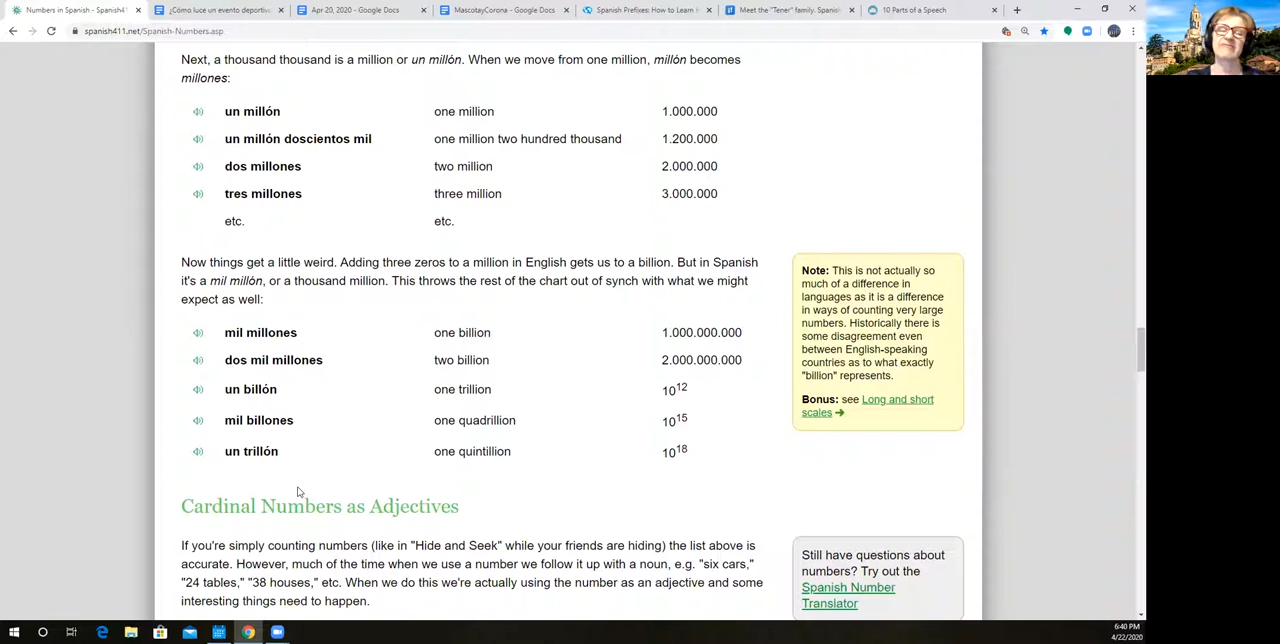 Numbers in Spanish - Spanish4
¿Cómo luce un evento deportiv
Apr 20, 2020 - Google Docs
MascotayCorona - Google Docs
Spanish Prefixes: How to Learn
Meet the "Tener" family. Spanis
10 Parts of a Speech
spanish411.net/Spanish-Numbers.asp
Next, a thousand thousand is a million or un millón. When we move from one million, millón becomes
millones:
un millón one million 1.000.000
un millón doscientos mil one million two hundred thousand 1.200.000
dos millones two million 2.000.000
tres millones three million 3.000.000
etc. etc.
Now things get a little weird. Adding three zeros to a million in English gets us to a billion. But in Spanish
it's a mil millón, or a thousand million. This throws the rest of the chart out of synch with what we might
expect as well:
mil millones one billion 1.000.000.000
dos mil millones two billion 2.000.000.000
un billón one trillion 10¹²
mil billones one quadrillion 10¹⁵
un trillón one quintillion 10¹⁸
Note: This is not actually so
much of a difference in
languages as it is a difference
in ways of counting very large
numbers. Historically there is
some disagreement even
between English-speaking
countries as to what exactly
"billion" represents.
Bonus: see Long and short
scales
Cardinal Numbers as Adjectives
If you're simply counting numbers (like in "Hide and Seek" while your friends are hiding) the list above is
accurate. However, much of the time when we use a number we follow it up with a noun, e.g. "six cars,"
"24 tables," "38 houses," etc. When we do this we're actually using the number as an adjective and some
interesting things need to happen.
Still have questions about
numbers? Try out the
Spanish Number
Translator
6:40 PM
4/22/2020